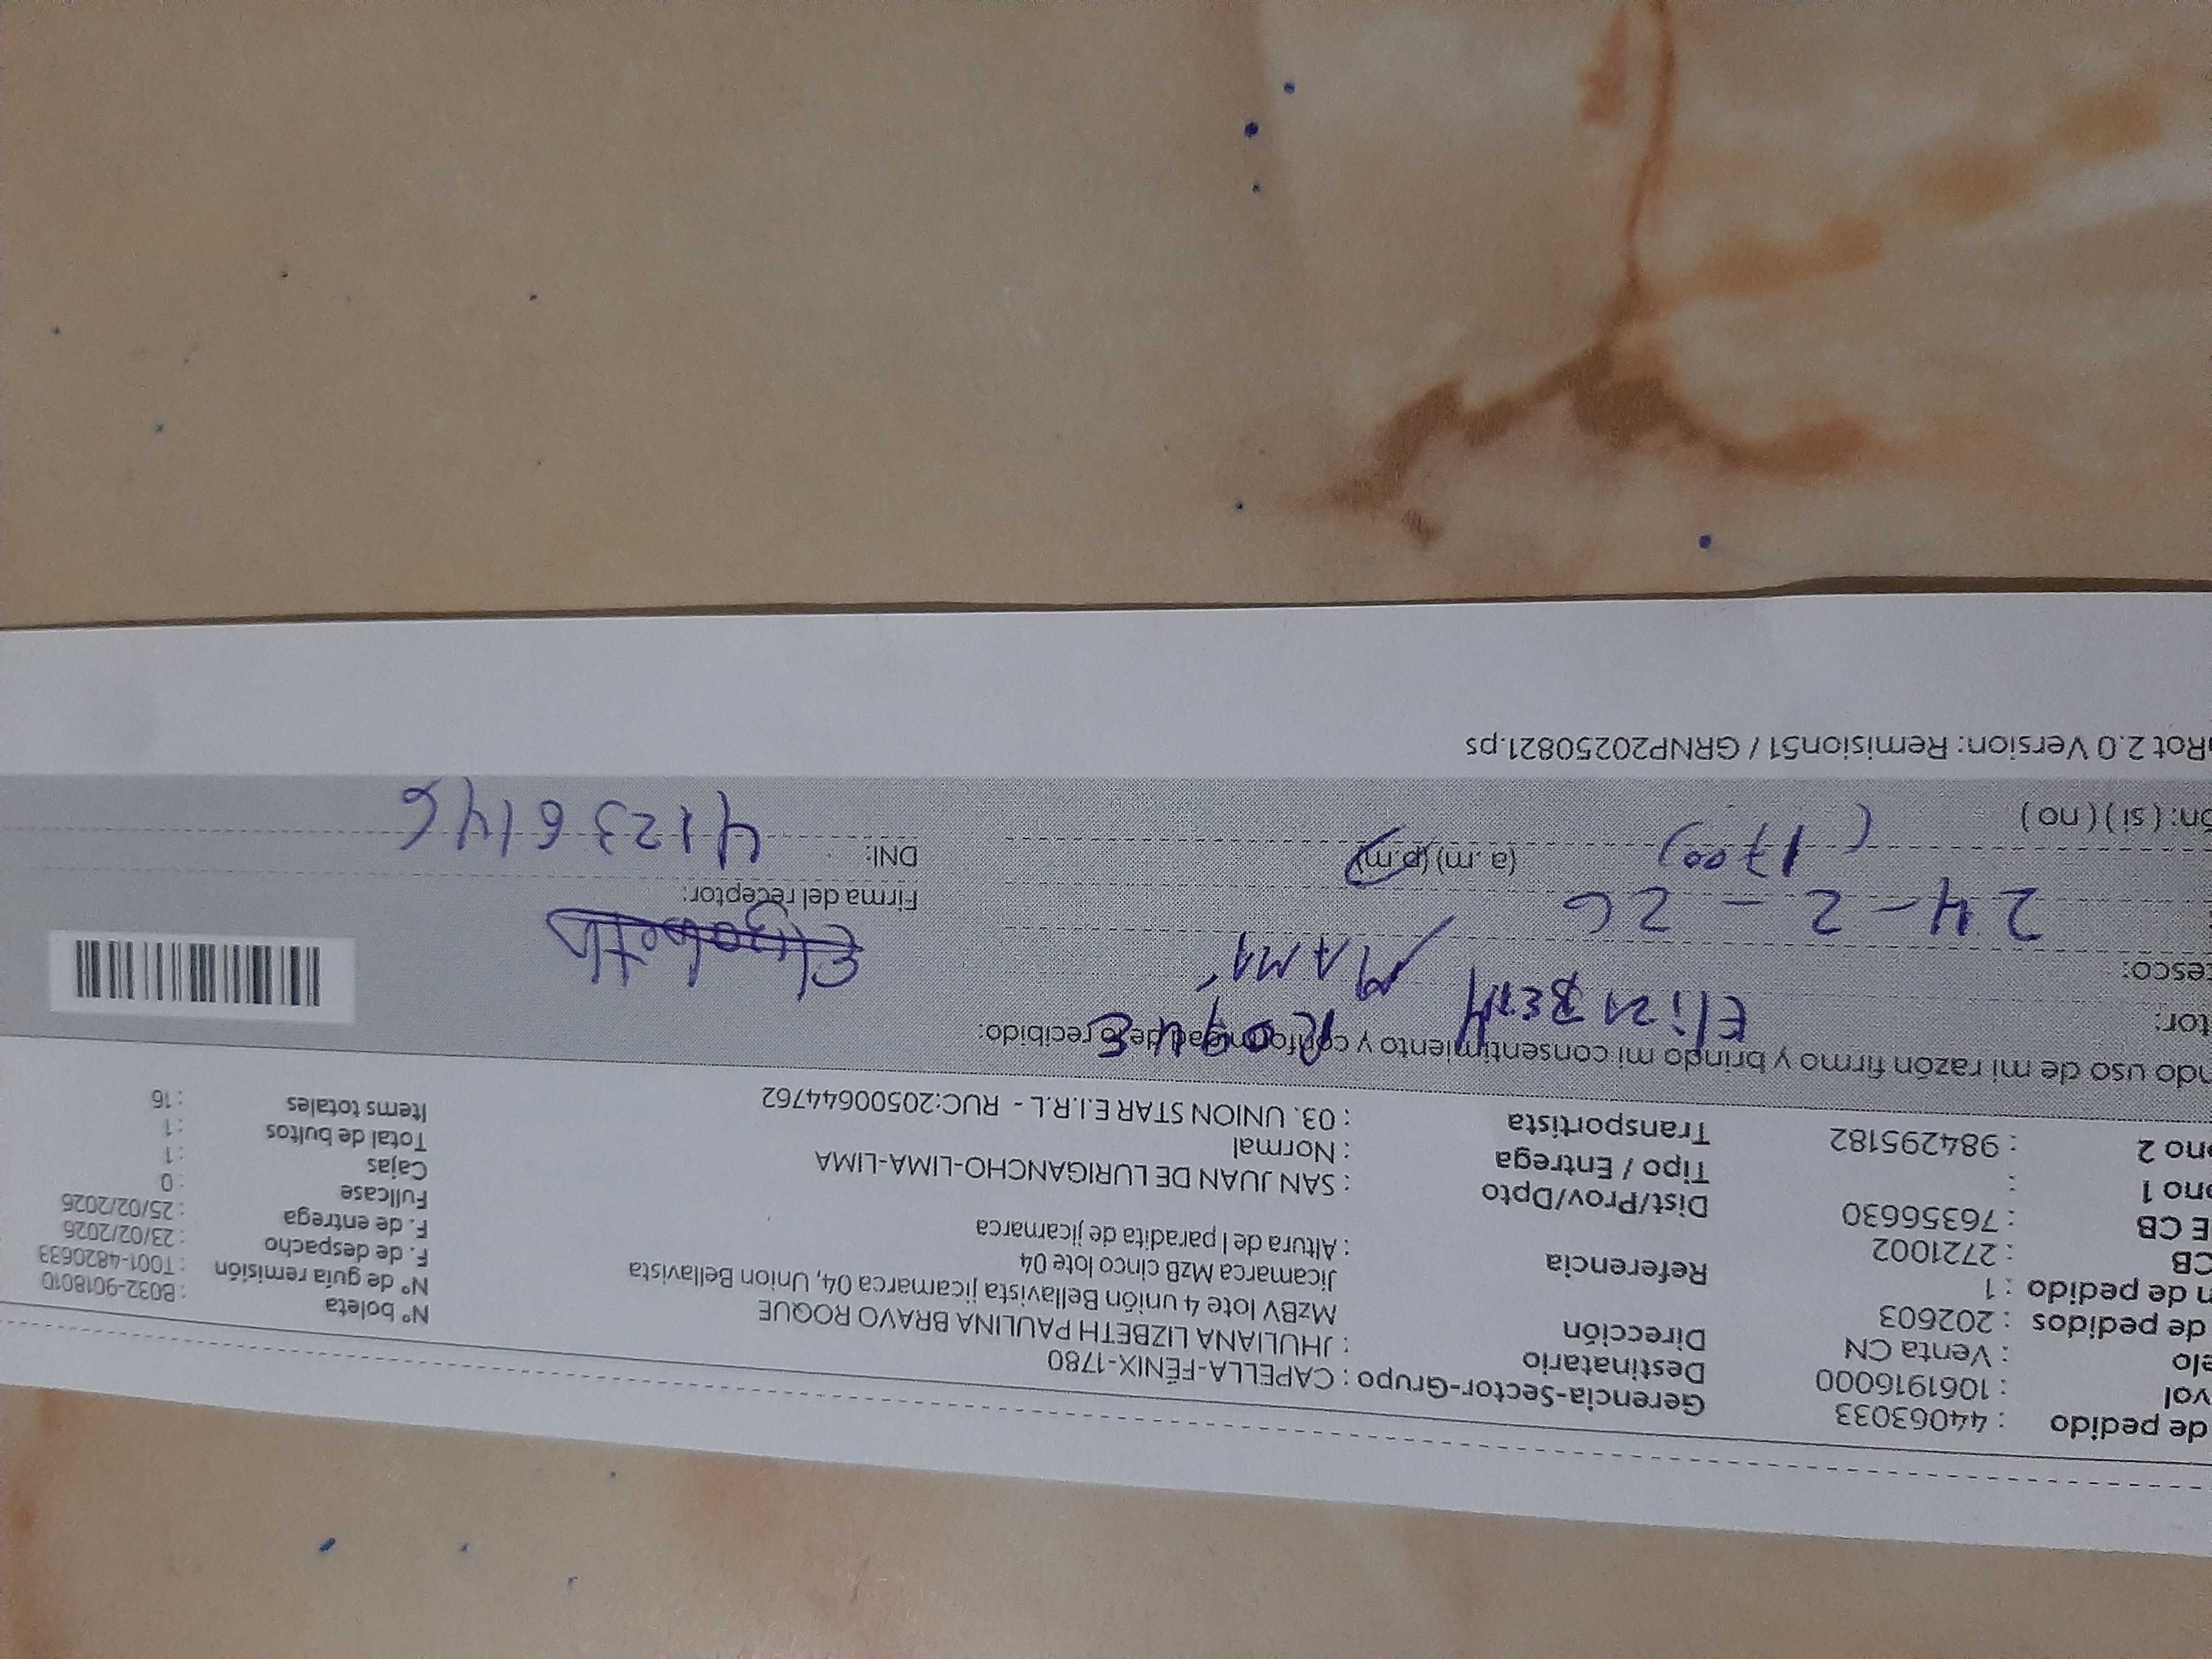 de pedido : 44063033 Gerencia-Sector-Grupo : CAPELLA-FÉNIX-1780
vol : 1061916000 Destinatario : JHULIANA LIZBETH PAULINA BRAVO ROQUE Nº boleta : B032-9018010
elo : Venta CN Dirección MzBV lote 4 unión Bellavista jicamarca 04, Union Bellavista Nº de guía remisión : T001-4820633
de pedidos : 202603 Jicamarca MzB cinco lote 04 F. de despacho : 23/02/2026
n de pedido : 1 Referencia : Altura de l paradita de jicamarca F. de entrega : 25/02/2026
CB : 2721002 Fullcase : 0
E CB : 76356630 Dist/Prov/Dpto : SAN JUAN DE LURIGANCHO-LIMA-LIMA Cajas : 1
ono 1 : Tipo / Entrega : Normal Total de bultos : 1
ono 2 : 984295182 Transportista : 03. UNION STAR E.I.R.L - RUC:20500644762 Items totales : 16
ndo uso de mi razón firmo y brindo mi consentimiento y conformidad de lo recibido:
tor: ElizaBETH ROqUE
esco: MAMA
Elizabeth
24-2-26 Firma del receptor:
(1700) (a.m) (p.m) DNI: 41236146
ón: ( si ) ( no )
Rot 2.0 Version: Remision51 / GRNP20250821.ps